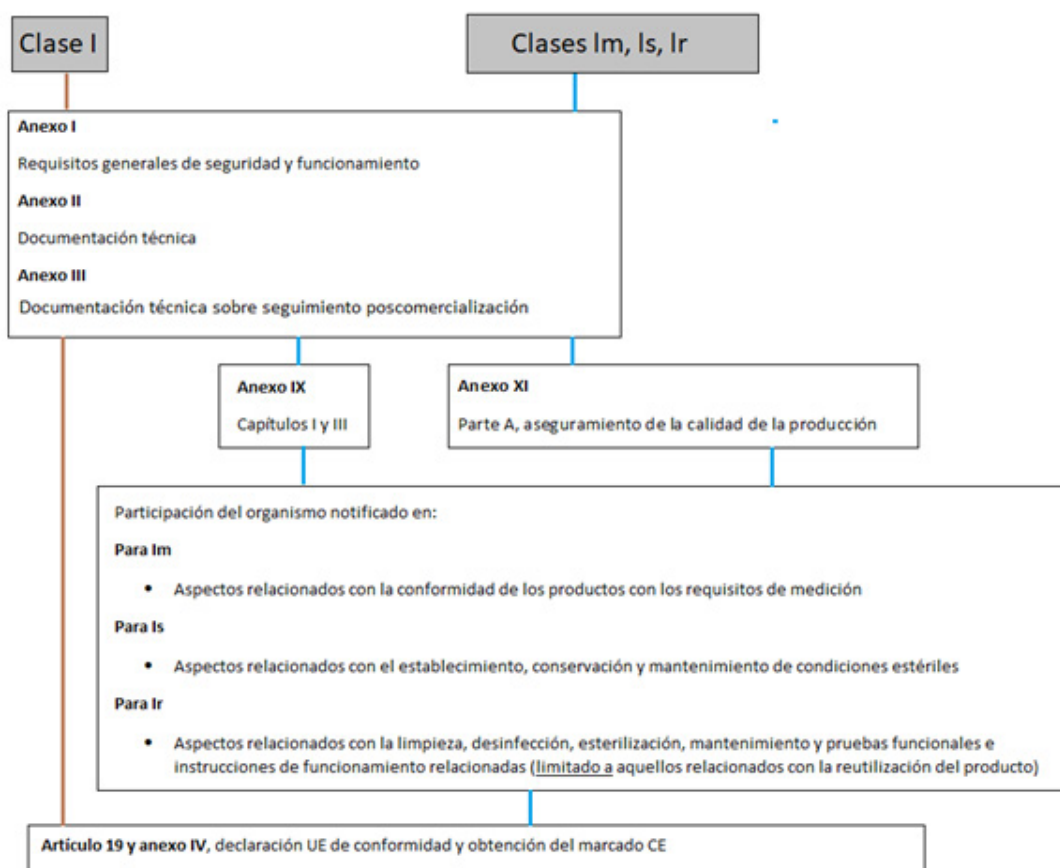 Clase I
Clases Im, Is, Ir
Anexo I
Requisitos generales de seguridad y funcionamiento
Anexo II
Documentación técnica
Anexo III
Documentación técnica sobre seguimiento poscomercialización
Anexo IX
Capítulos I y III
Anexo XI
Parte A, aseguramiento de la calidad de la producción
Participación del organismo notificado en:
Para Im
• Aspectos relacionados con la conformidad de los productos con los requisitos de medición
Para Is
• Aspectos relacionados con el establecimiento, conservación y mantenimiento de condiciones estériles
Para Ir
• Aspectos relacionados con la limpieza, desinfección, esterilización, mantenimiento y pruebas funcionales e
instrucciones de funcionamiento relacionadas (limitado a aquellos relacionados con la reutilización del producto)
Artículo 19 y anexo IV, declaración UE de conformidad y obtención del marcado CE